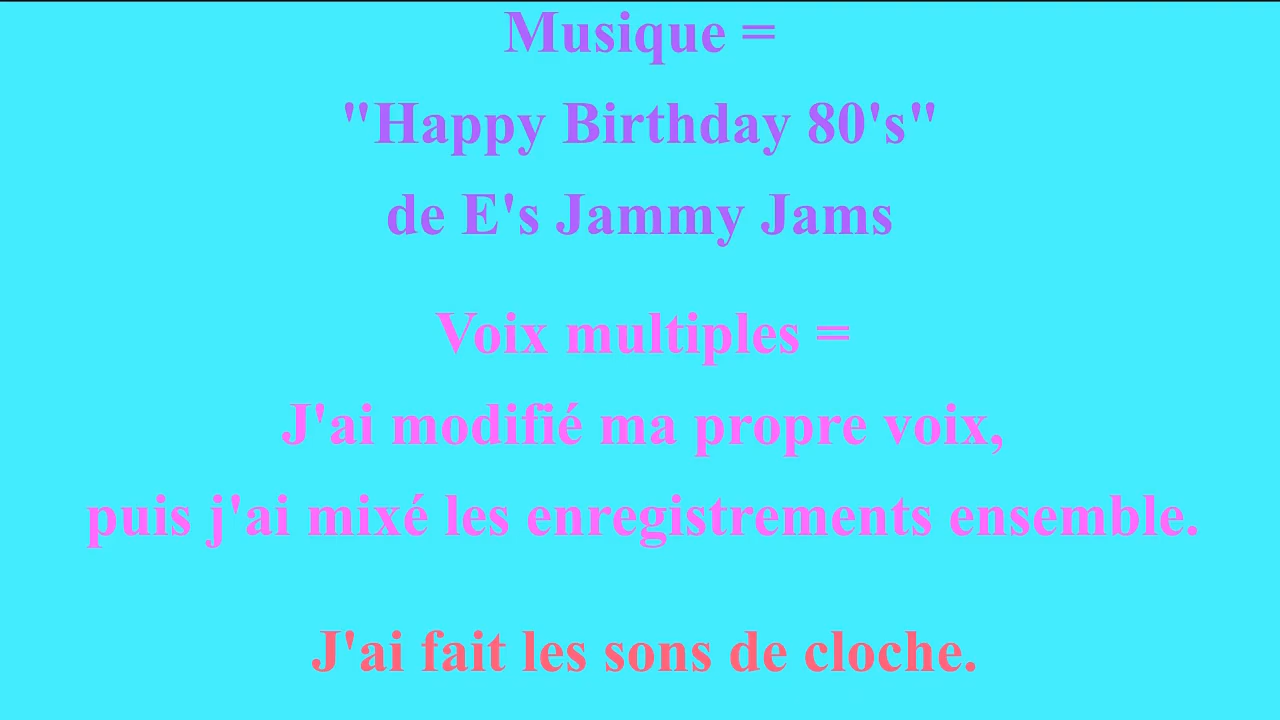 Musique =
"Happy Birthday 80's"
de E's Jammy Jams
Voix multiples =
J'ai modifié ma propre voix,
puis j'ai mixé les enregistrements ensemble.
J'ai fait les sons de cloche.